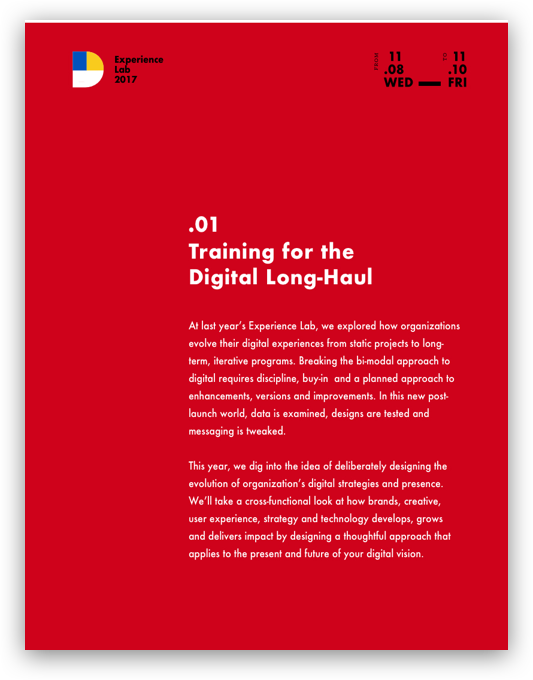 Experience
Lab
2017
FROM
11
.08
WED
TO
11
.10
FRI
.01
Training for the
Digital Long-Haul
At last year’s Experience Lab, we explored how organizations
evolve their digital experiences from static projects to long-
term, iterative programs. Breaking the bi-modal approach to
digital requires discipline, buy-in  and a planned approach to
enhancements, versions and improvements. In this new post-
launch world, data is examined, designs are tested and
messaging is tweaked.
This year, we dig into the idea of deliberately designing the
evolution of organization’s digital strategies and presence.
We’ll take a cross-functional look at how brands, creative,
user experience, strategy and technology develops, grows
and delivers impact by designing a thoughtful approach that
applies to the present and future of your digital vision.